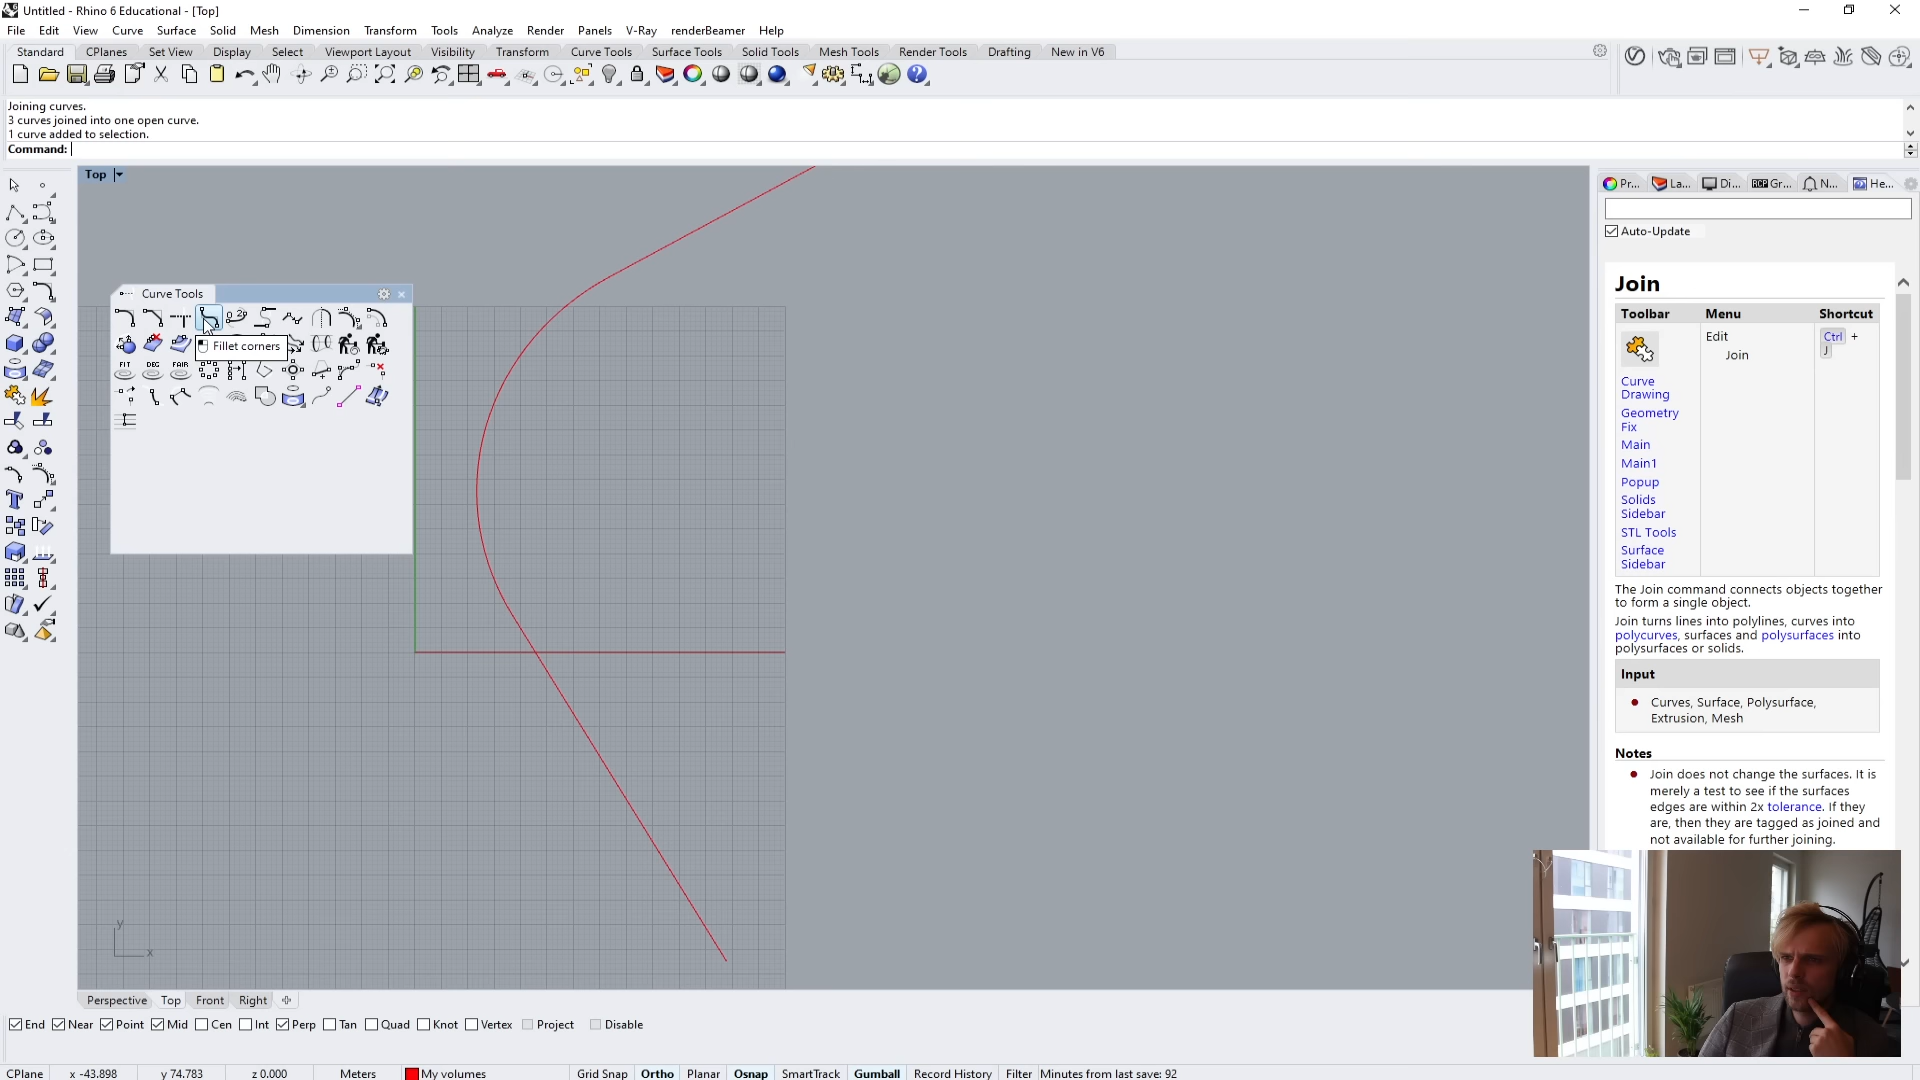 Untitled - Rhino 6 Educational - [Top]
File Edit View Curve Surface Solid Mesh Dimension Transform Tools Analyze Render Panels V-Ray renderBeamer Help
Standard CPlanes Set View Display Select Viewport Layout Visibility Transform Curve Tools Surface Tools Solid Tools Mesh Tools Render Tools Drafting New in V6
Joining curves.
3 curves joined into one open curve.
1 curve added to selection.
Command:
Top
Pr... La... Di... Gr... N... He...
Auto-Update
Curve Tools
Fillet corners
FIT DEG FAIR
Join
Toolbar Menu Shortcut
Edit
Join
Ctrl +
J
Curve
Drawing
Geometry
Fix
Main
Main1
Popup
Solids
Sidebar
STL Tools
Surface
Sidebar
The Join command connects objects together
to form a single object.
Join turns lines into polylines, curves into
polycurves, surfaces and polysurfaces into
polysurfaces or solids.
Input
Curves, Surface, Polysurface,
Extrusion, Mesh
Notes
Join does not change the surfaces. It is
merely a test to see if the surfaces
edges are within 2x tolerance. If they
are, then they are tagged as joined and
not available for further joining.
y
x
Perspective Top Front Right
End Near Point Mid Cen Int Perp Tan Quad Knot Vertex Project Disable
CPlane x -43.898 y 74.783 z 0.000 Meters My volumes Grid Snap Ortho Planar Osnap SmartTrack Gumball Record History Filter Minutes from last save: 92